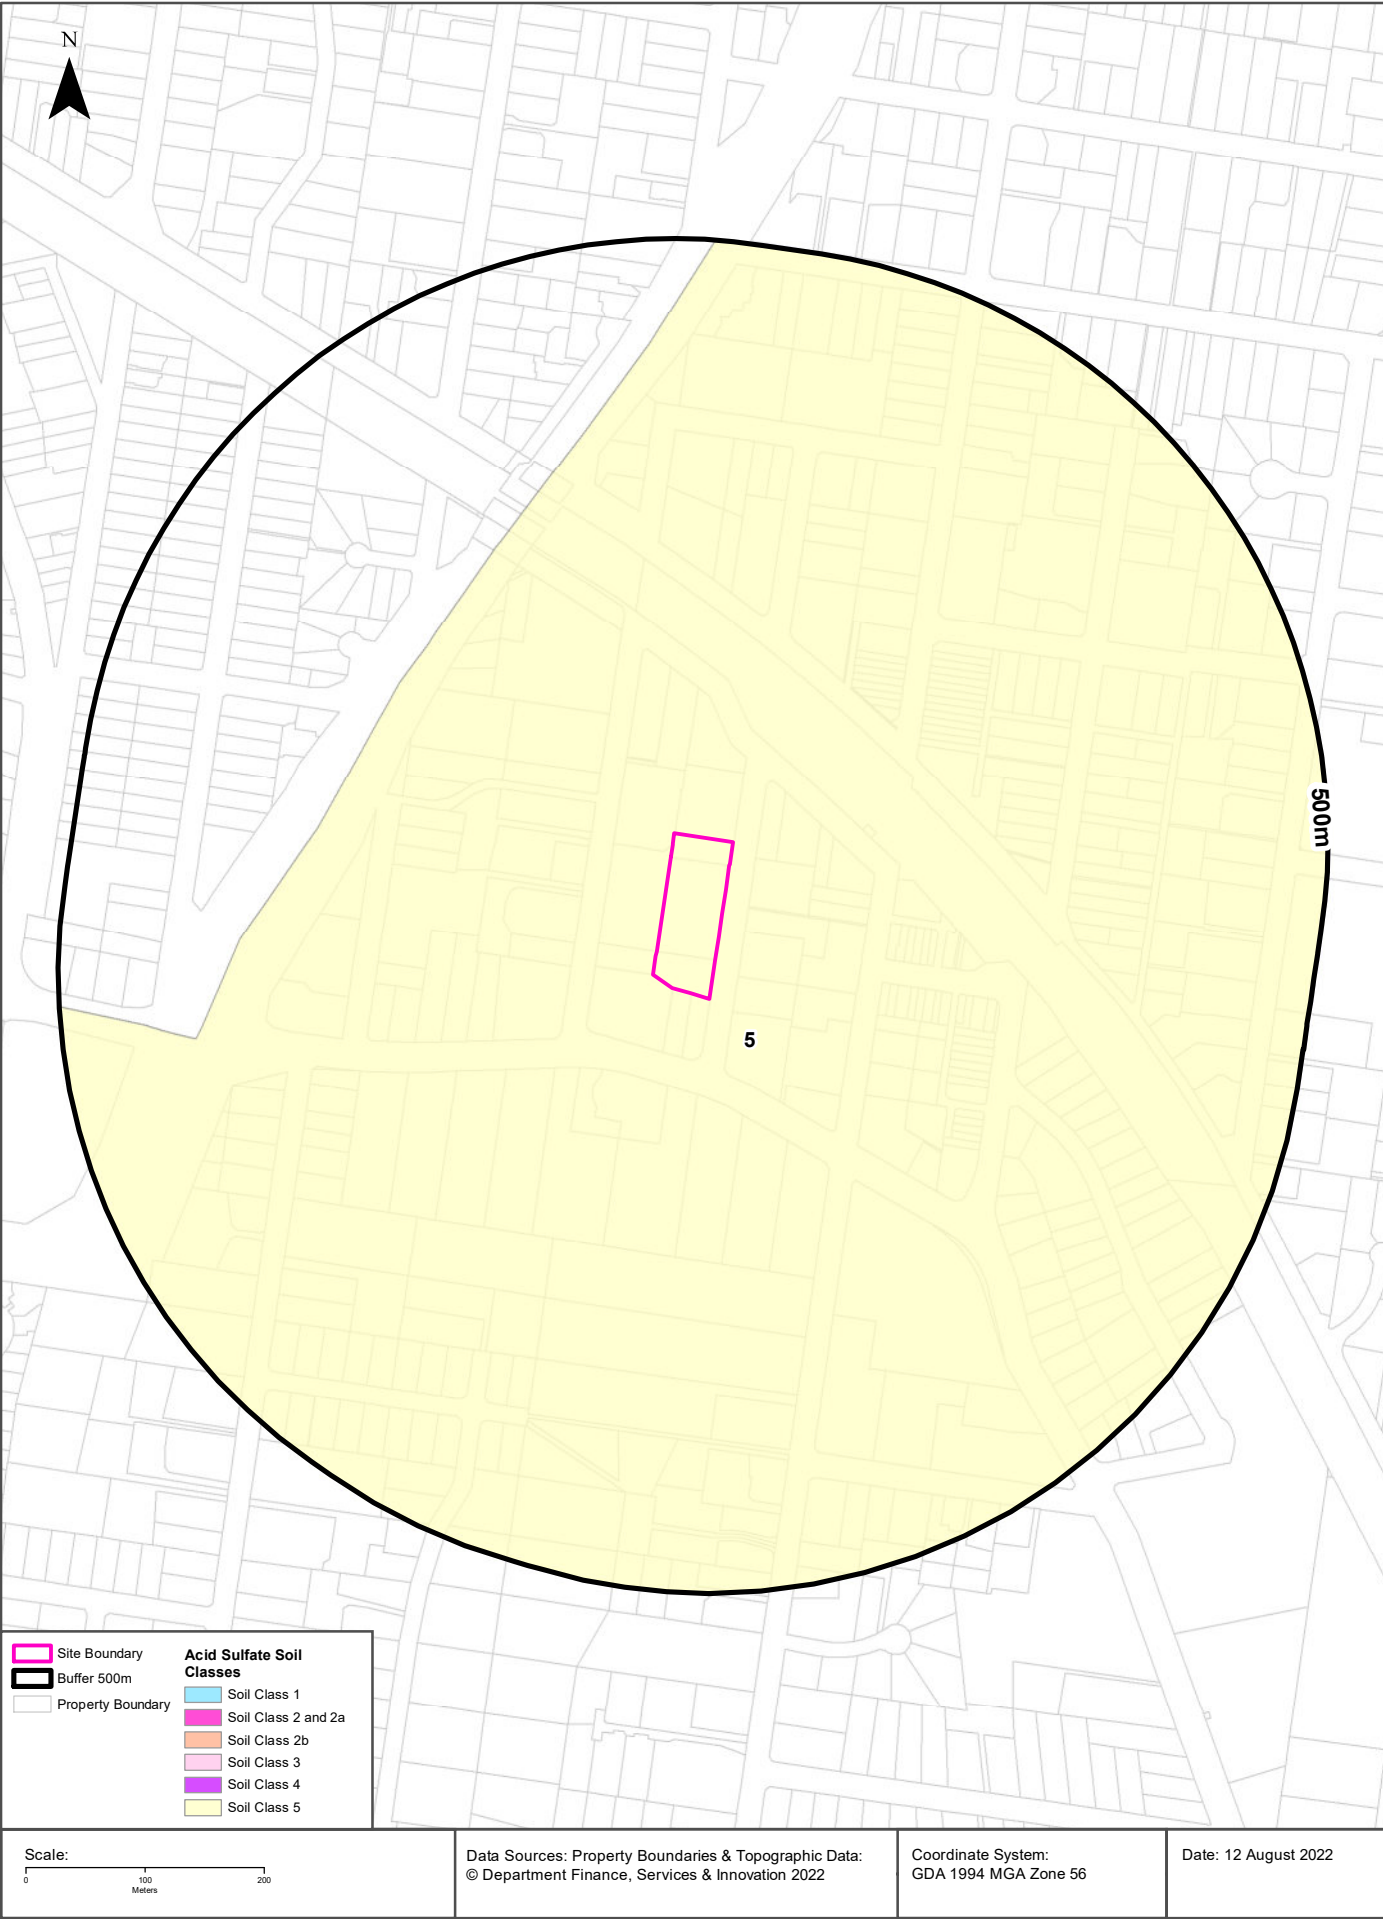 N
500m
5
Site Boundary
Buffer 500m
Property Boundary
Acid Sulfate Soil
Classes
Soil Class 1
Soil Class 2 and 2a
Soil Class 2b
Soil Class 3
Soil Class 4
Soil Class 5
Scale:
0 100 200
Meters
Data Sources: Property Boundaries & Topographic Data:
© Department Finance, Services & Innovation 2022
Coordinate System:
GDA 1994 MGA Zone 56
Date: 12 August 2022